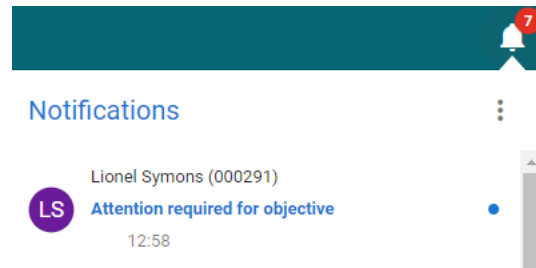 7
Notifications
Lionel Symons (000291)
LS
Attention required for objective
12:58